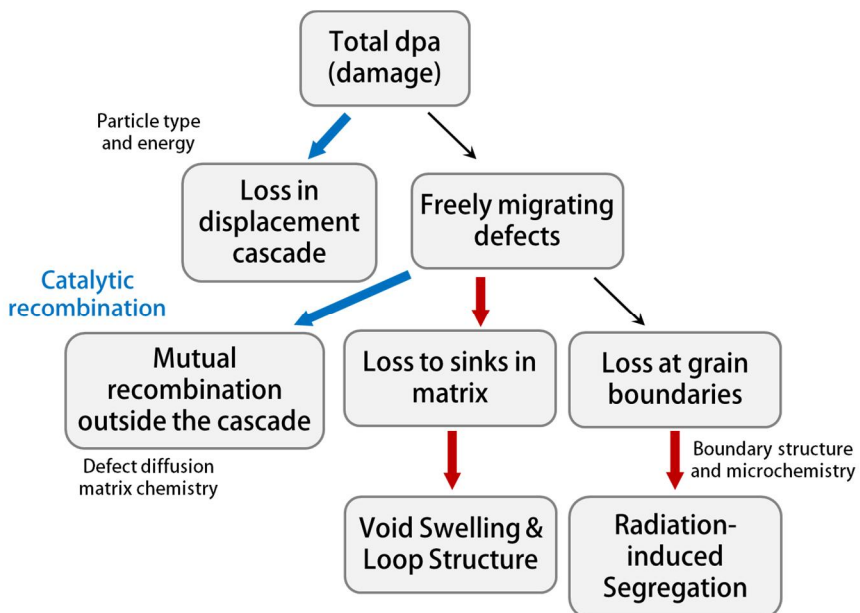 Total dpa
(damage)
Particle type
and energy
Loss in
displacement
cascade
Freely migrating
defects
Catalytic
recombination
Mutual
recombination
outside the cascade
Loss to sinks in
matrix
Loss at grain
boundaries
Defect diffusion
matrix chemistry
Boundary structure
and microchemistry
Void Swelling &
Loop Structure
Radiation-
induced
Segregation